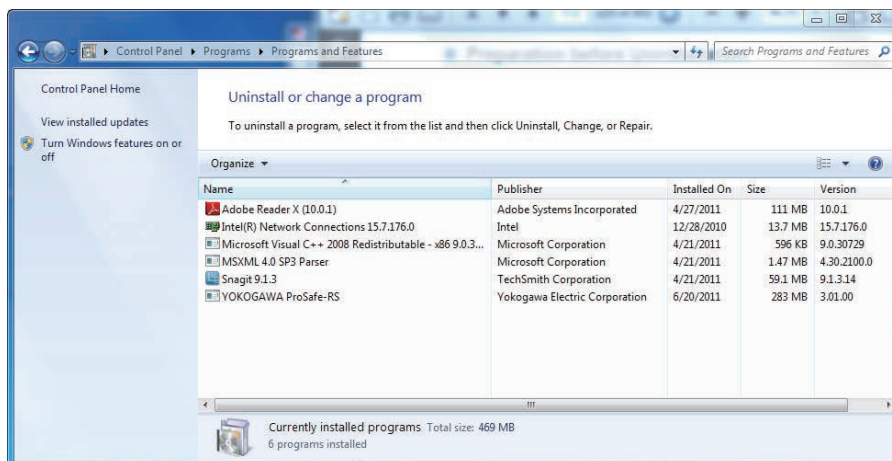 Control Panel ▸ Programs ▸ Programs and Features
Search Programs and Features
Control Panel Home
View installed updates
Turn Windows features on or
off
Uninstall or change a program
To uninstall a program, select it from the list and then click Uninstall, Change, or Repair.
Organize
Name Publisher Installed On Size Version
Adobe Reader X (10.0.1) Adobe Systems Incorporated 4/27/2011 111 MB 10.0.1
Intel(R) Network Connections 15.7.176.0 Intel 12/28/2010 13.7 MB 15.7.176.0
Microsoft Visual C++ 2008 Redistributable - x86 9.0.3... Microsoft Corporation 4/21/2011 596 KB 9.0.30729
MSXML 4.0 SP3 Parser Microsoft Corporation 4/21/2011 1.47 MB 4.30.2100.0
Snagit 9.1.3 TechSmith Corporation 4/21/2011 59.1 MB 9.1.3.14
YOKOGAWA ProSafe-RS Yokogawa Electric Corporation 6/20/2011 283 MB 3.01.00
Currently installed programs Total size: 469 MB
6 programs installed